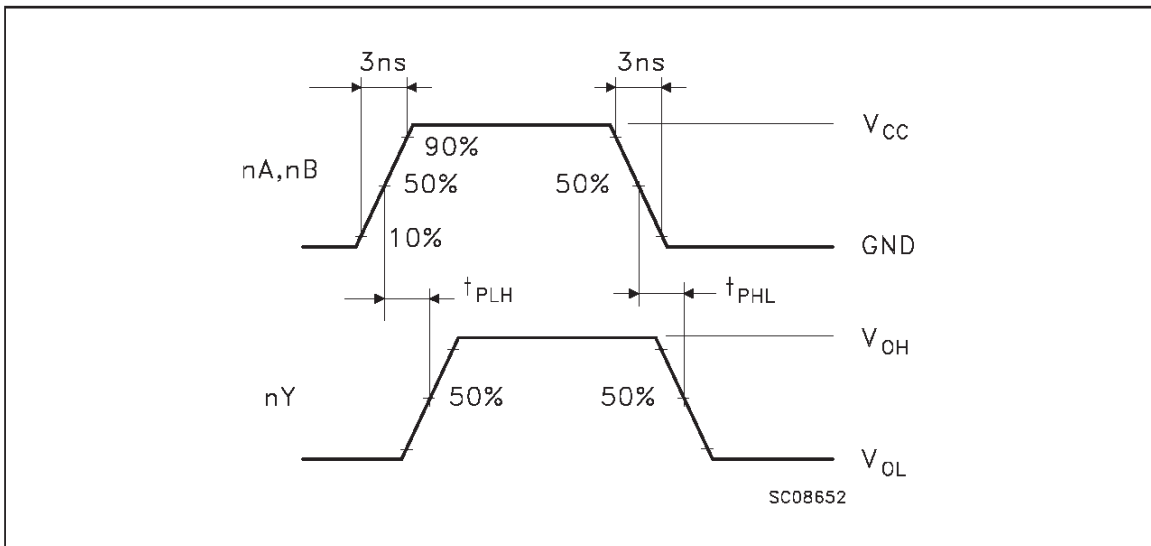 3ns 3ns
V_CC
90%
nA,nB 50% 50%
10%
GND
t_PLH t_PHL
V_OH
nY 50% 50%
V_OL
SC08652